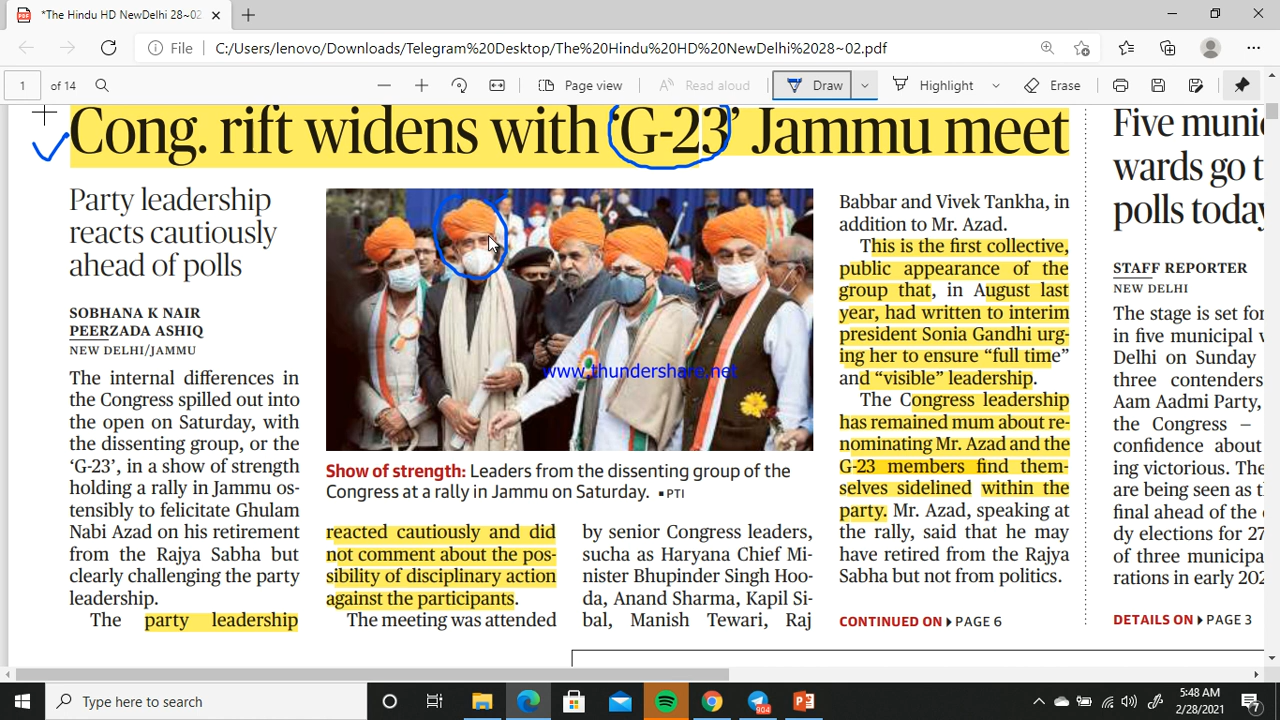 *The Hindu HD NewDelhi 28~02
File
C:/Users/lenovo/Downloads/Telegram%20Desktop/The%20Hindu%20HD%20NewDelhi%2028~02.pdf
1 of 14
Page view
Read aloud
Draw
Highlight
Erase
Cong. rift widens with ‘G-23’ Jammu meet
Party leadership
reacts cautiously
ahead of polls
SOBHANA K NAIR
PEERZADA ASHIQ
NEW DELHI/JAMMU
The internal differences in
the Congress spilled out into
the open on Saturday, with
the dissenting group, or the
‘G-23’, in a show of strength
holding a rally in Jammu os-
tensibly to felicitate Ghulam
Nabi Azad on his retirement
from the Rajya Sabha but
clearly challenging the party
leadership.
The party leadership
www.thundershare.net
Show of strength: Leaders from the dissenting group of the
Congress at a rally in Jammu on Saturday. ▪PTI
reacted cautiously and did
not comment about the pos-
sibility of disciplinary action
against the participants.
The meeting was attended
by senior Congress leaders,
sucha as Haryana Chief Mi-
nister Bhupinder Singh Hoo-
da, Anand Sharma, Kapil Si-
bal, Manish Tewari, Raj
Babbar and Vivek Tankha, in
addition to Mr. Azad.
This is the first collective,
public appearance of the
group that, in August last
year, had written to interim
president Sonia Gandhi urg-
ing her to ensure “full time”
and “visible” leadership.
The Congress leadership
has remained mum about re-
nominating Mr. Azad and the
G-23 members find them-
selves sidelined within the
party. Mr. Azad, speaking at
the rally, said that he may
have retired from the Rajya
Sabha but not from politics.
CONTINUED ON PAGE 6
Five muni
wards go t
polls today
STAFF REPORTER
NEW DELHI
The stage is set for
in five municipal
Delhi on Sunday
three contenders
Aam Aadmi Party,
the Congress –
confidence about
ing victorious. The
are being seen as
final ahead of the
dy elections for 27
of three municipa
rations in early 202
DETAILS ON PAGE 3
Type here to search
904
5:48 AM
2/28/2021
7